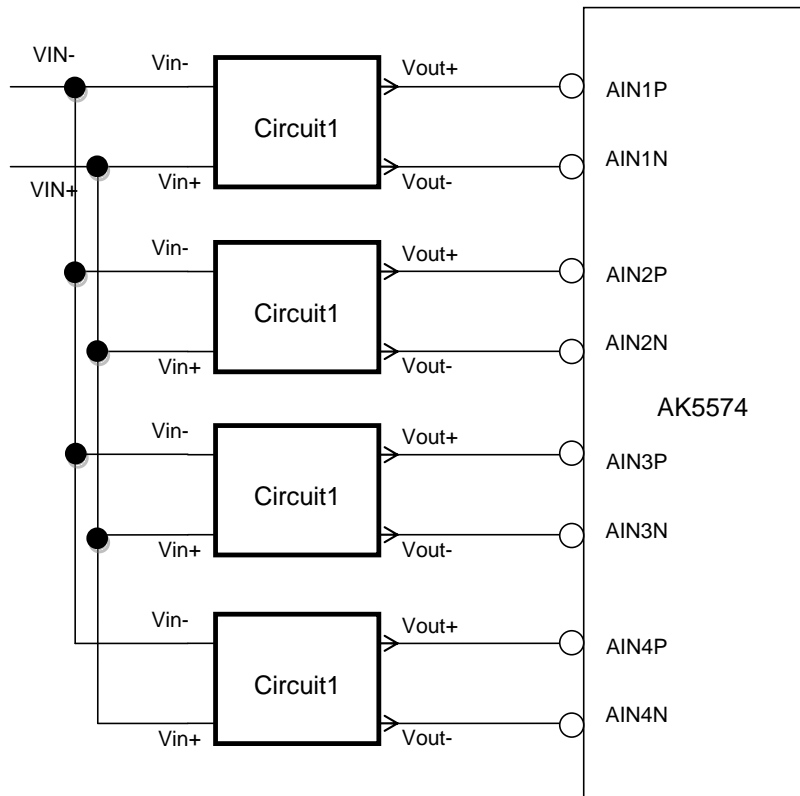 VIN-
Vin-
Vout+
AIN1P
Circuit1
VIN+
Vin+
Vout-
AIN1N
Vin-
Vout+
AIN2P
Circuit1
Vin+
Vout-
AIN2N
AK5574
Vin-
Vout+
AIN3P
Circuit1
Vin+
Vout-
AIN3N
Vin-
Vout+
AIN4P
Circuit1
Vin+
Vout-
AIN4N